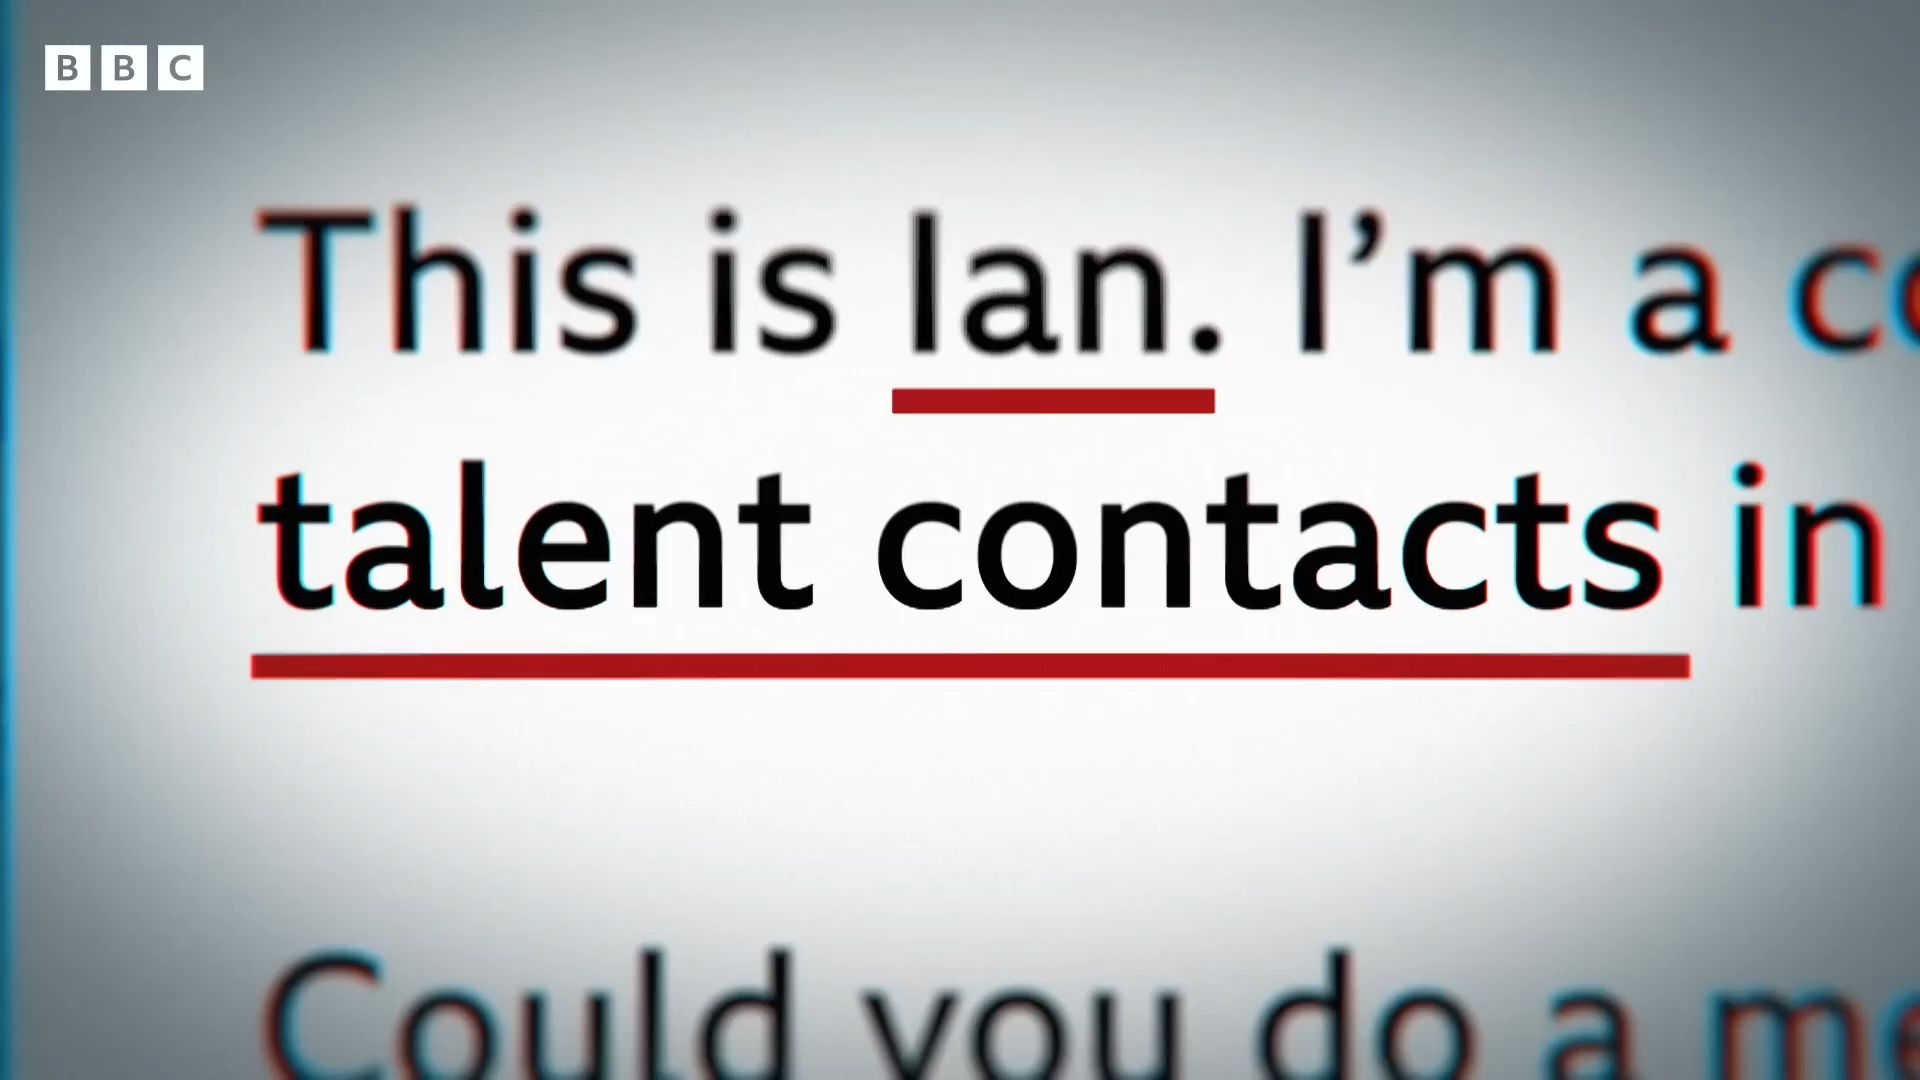 BBC
This is Ian. I’m a
talent contacts in
Could you do a